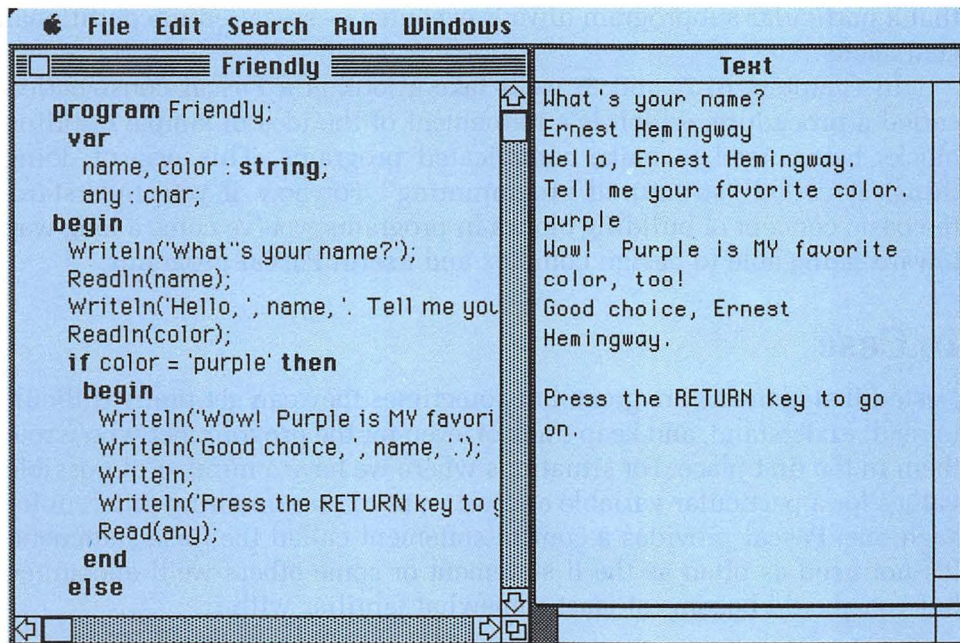 File Edit Search Run Windows
Friendly
program Friendly;
var
name, color : string;
any : char;
begin
Writeln('What''s your name?');
Readln(name);
Writeln('Hello, ', name, '. Tell me you
Readln(color);
if color = 'purple' then
begin
Writeln('Wow! Purple is MY favori
Writeln('Good choice, ', name, '.');
Writeln;
Writeln('Press the RETURN key to g
Read(any);
end
else
Text
What's your name?
Ernest Hemingway
Hello, Ernest Hemingway.
Tell me your favorite color.
purple
Wow! Purple is MY favorite
color, too!
Good choice, Ernest
Hemingway.
Press the RETURN key to go
on.